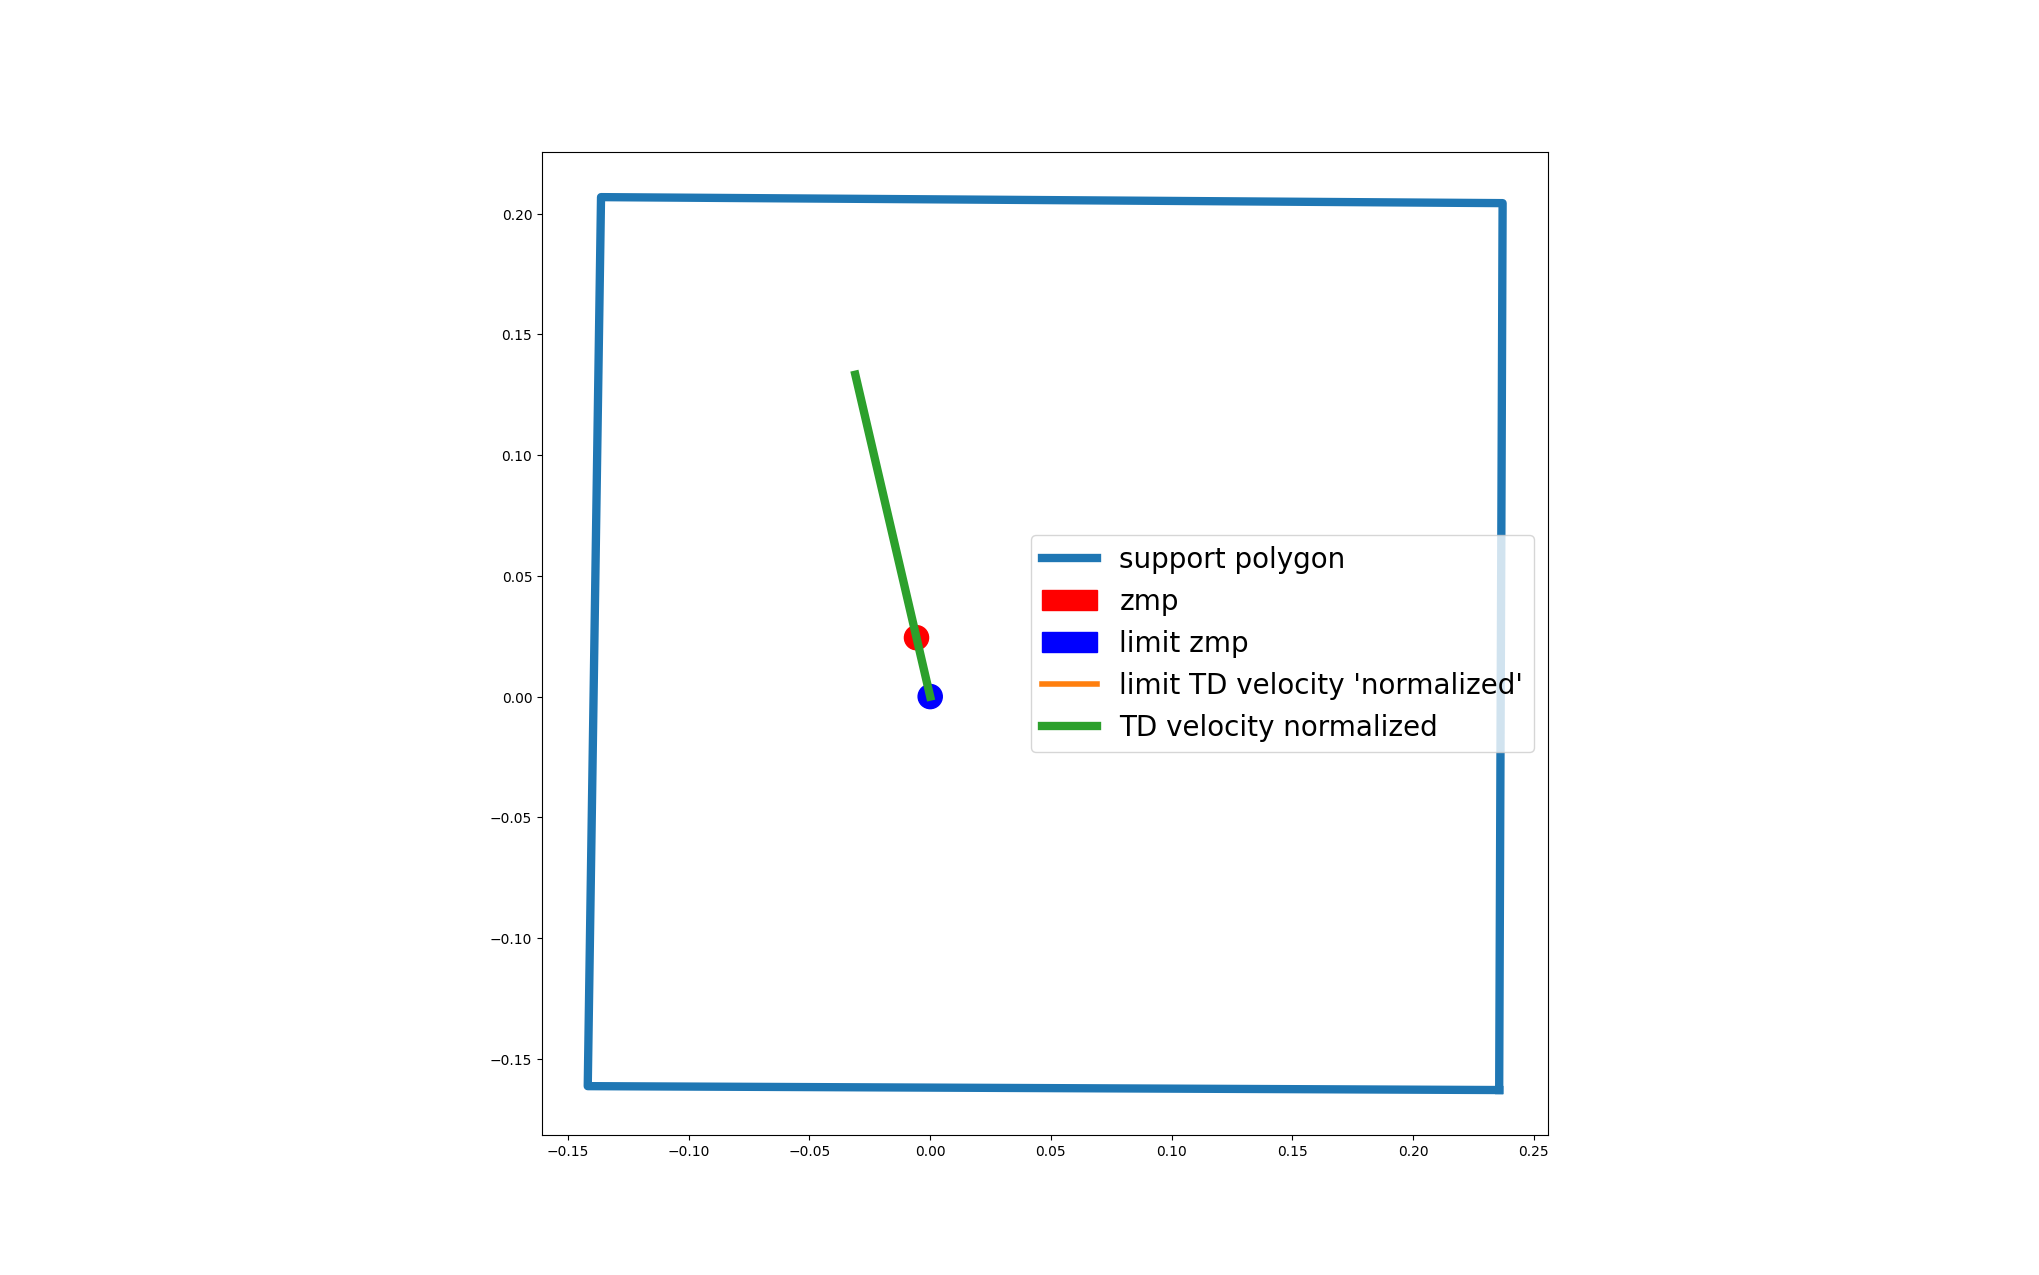 0.20
0.15
0.10
0.05
0.00
−0.05
−0.10
−0.15
support polygon
zmp
limit zmp
limit TD velocity 'normalized'
TD velocity normalized
−0.15 −0.10 −0.05 0.00 0.05 0.10 0.15 0.20 0.25